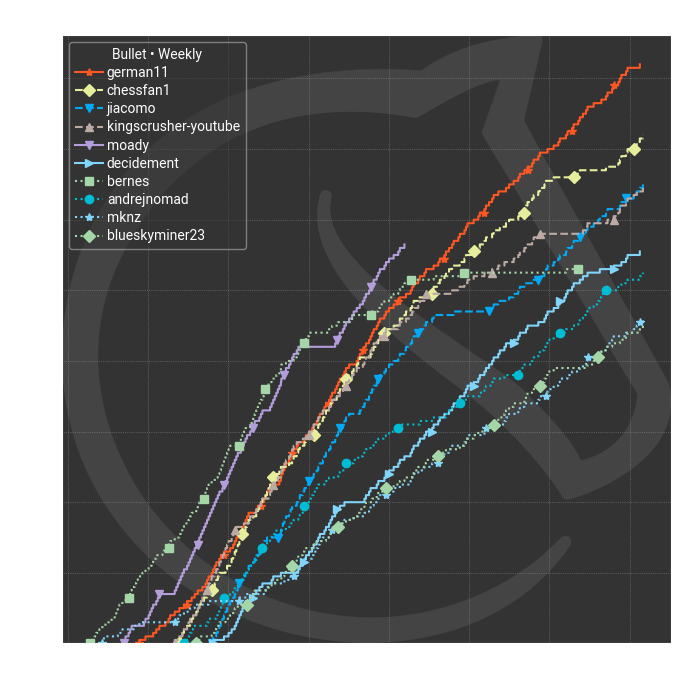 Bullet • Weekly
german11
chessfan1
jiacomo
kingscrusher-youtube
moady
decidement
bernes
andrejnomad
mknz
blueskyminer23